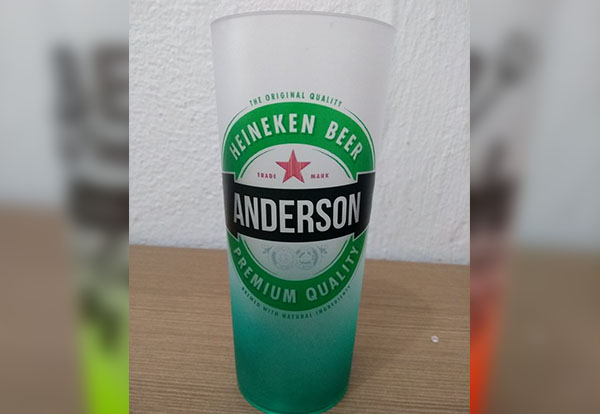 THE ORIGINAL QUALITY
HEINEKEN BEER
TRADE MARK
ANDERSON
PREMIUM QUALITY
BREWED WITH NATURAL INGREDIENTS